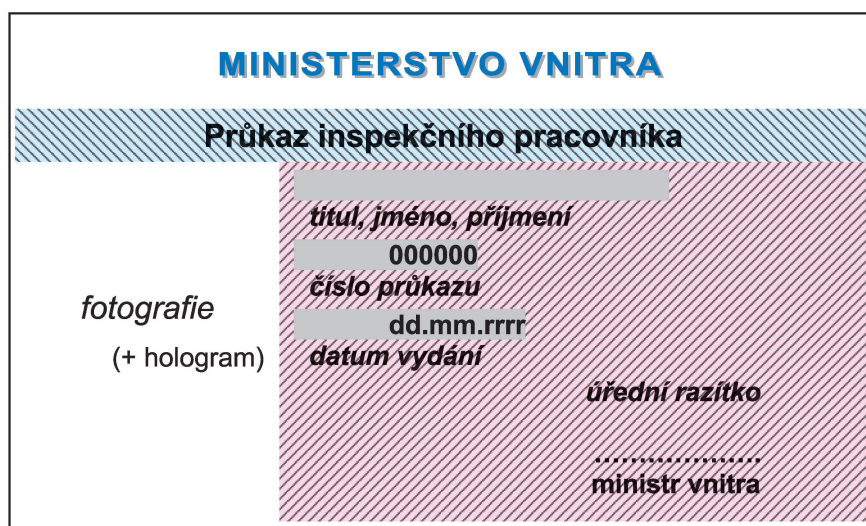 MINISTERSTVO VNITRA
Průkaz inspekčního pracovníka
titul, jméno, příjmení
000000
číslo průkazu
dd.mm.rrrr
datum vydání
fotografie
(+ hologram)
úřední razítko
...................
ministr vnitra